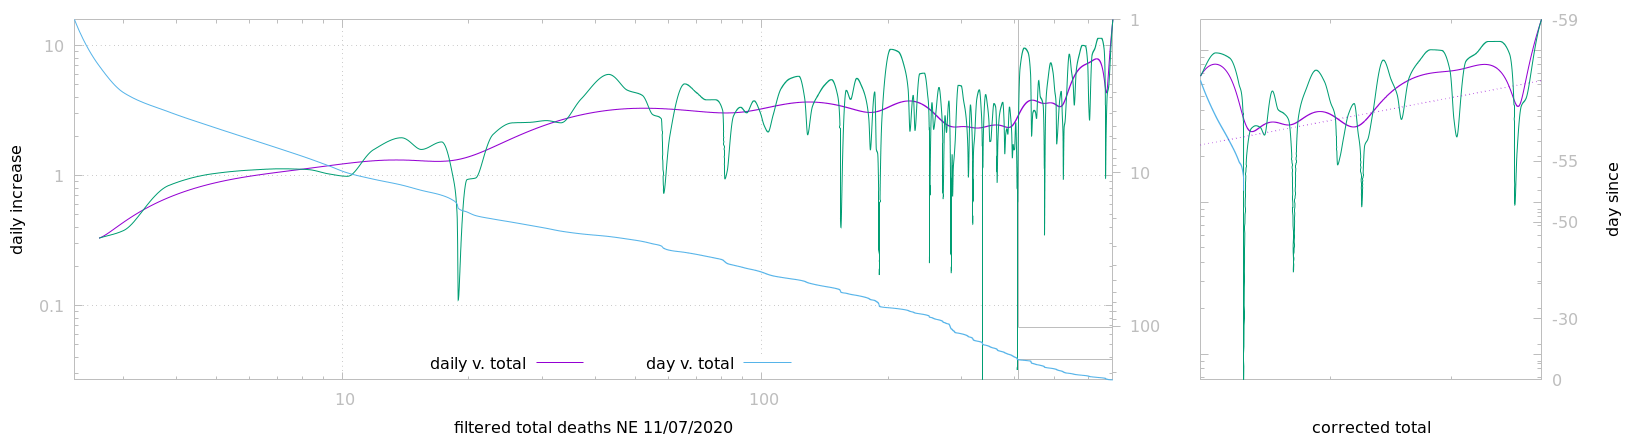 10
1
0.1
daily increase
daily v. total
day v. total
10
100
filtered total deaths NE 11/07/2020
1
10
100
-59
-55
-50
-30
0
day since
corrected total